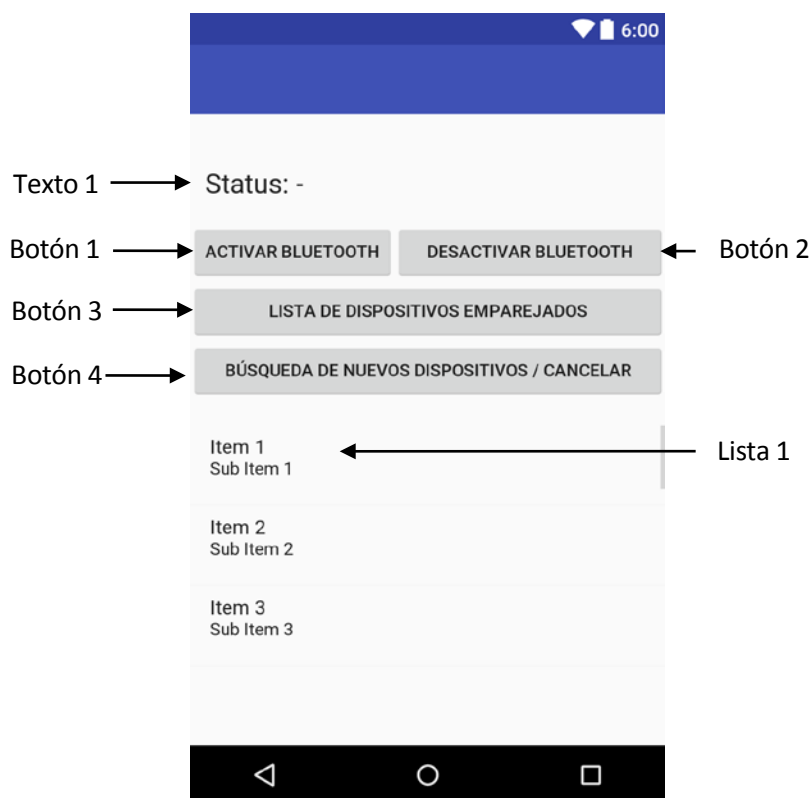 6:00
Texto 1
Status: -
Botón 1
ACTIVAR BLUETOOTH
DESACTIVAR BLUETOOTH
Botón 2
Botón 3
LISTA DE DISPOSITIVOS EMPAREJADOS
Botón 4
BÚSQUEDA DE NUEVOS DISPOSITIVOS / CANCELAR
Item 1
Sub Item 1
Lista 1
Item 2
Sub Item 2
Item 3
Sub Item 3